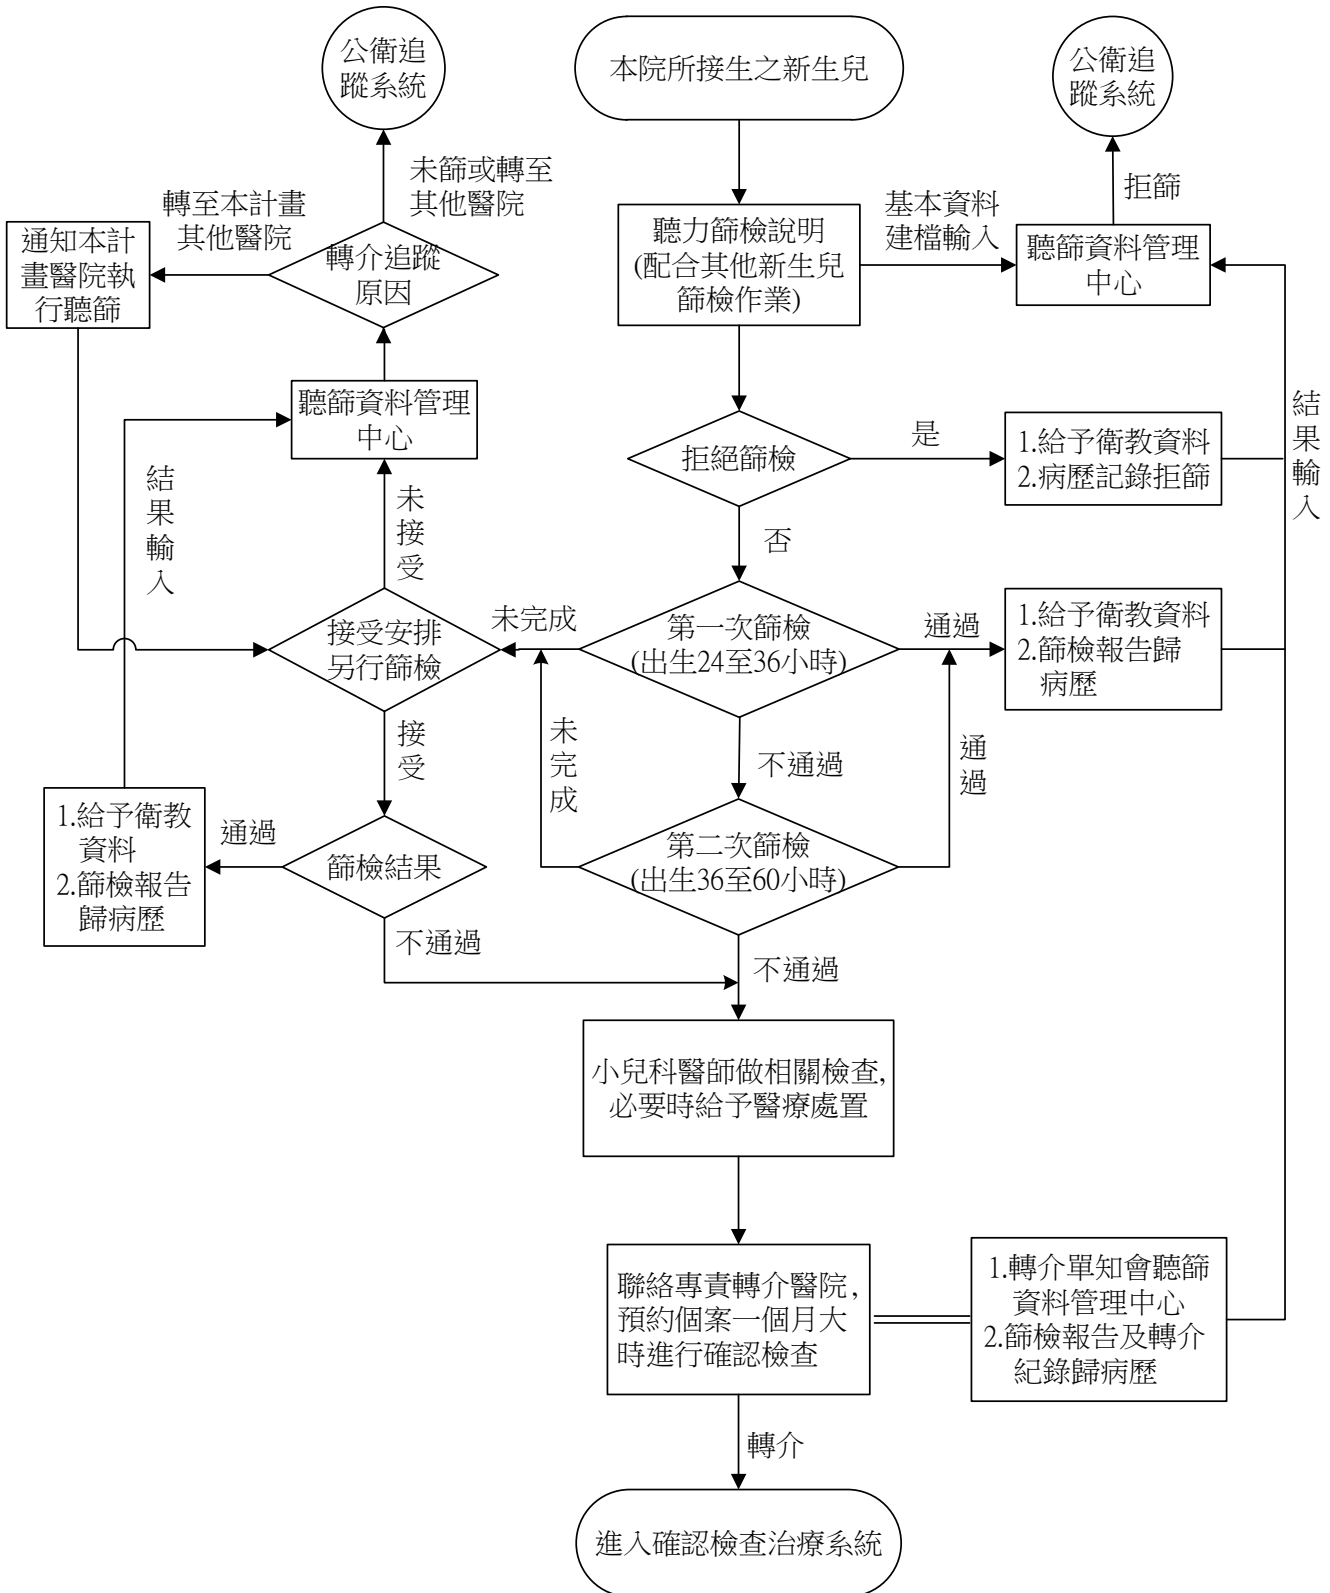 公衛追
蹤系統
本院所接生之新生兒
公衛追
蹤系統
未篩或轉至
其他醫院
轉至本計畫
其他醫院
拒篩
基本資料
建檔輸入
通知本計
畫醫院執
行聽篩
轉介追蹤
原因
聽力篩檢說明
(配合其他新生兒
篩檢作業)
聽篩資料管理
中心
聽篩資料管理
中心
結果輸入
拒絕篩檢
是
1.給予衛教資料
2.病歷記錄拒篩
結果輸入
未接受
否
接受安排
另行篩檢
未完成
第一次篩檢
(出生24至36小時)
通過
1.給予衛教資料
2.篩檢報告歸
病歷
接受
未完成
不通過
通過
1.給予衛教
資料
2.篩檢報告
歸病歷
通過
篩檢結果
第二次篩檢
(出生36至60小時)
不通過
不通過
小兒科醫師做相關檢查,
必要時給予醫療處置
聯絡專責轉介醫院,
預約個案一個月大
時進行確認檢查
1.轉介單知會聽篩
資料管理中心
2.篩檢報告及轉介
紀錄歸病歷
轉介
進入確認檢查治療系統